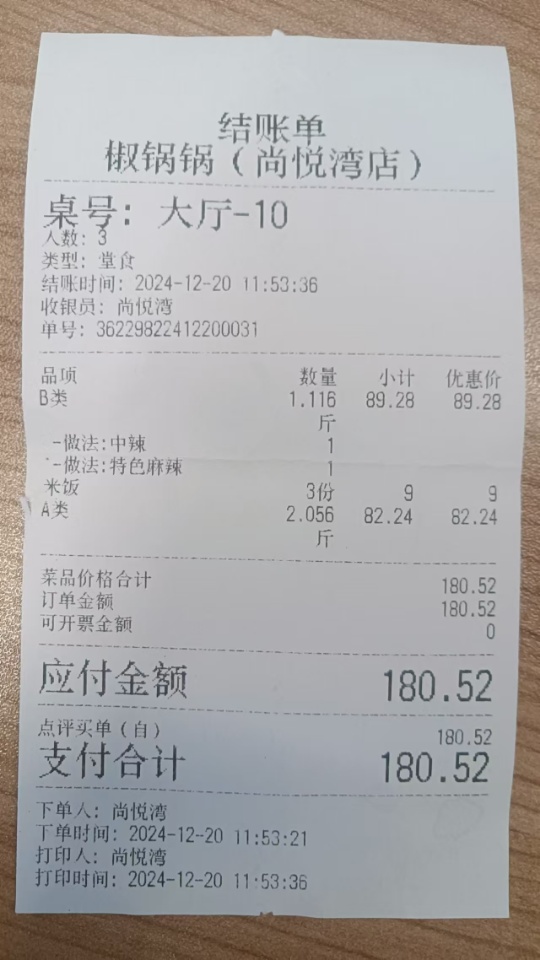 结账单
椒锅锅（尚悦湾店）
桌号：大厅-10
人数：3
类型：堂食
结账时间：2024-12-20 11:53:36
收银员：尚悦湾
单号：36229822412200031
品项 数量 小计 优惠价
B类 1.116 89.28 89.28
斤
-做法:中辣 1
-做法:特色麻辣 1
米饭 3份 9 9
A类 2.056 82.24 82.24
斤
菜品价格合计 180.52
订单金额 180.52
可开票金额 0
应付金额 180.52
点评买单（自） 180.52
支付合计 180.52
下单人：尚悦湾
下单时间：2024-12-20 11:53:21
打印人：尚悦湾
打印时间：2024-12-20 11:53:36